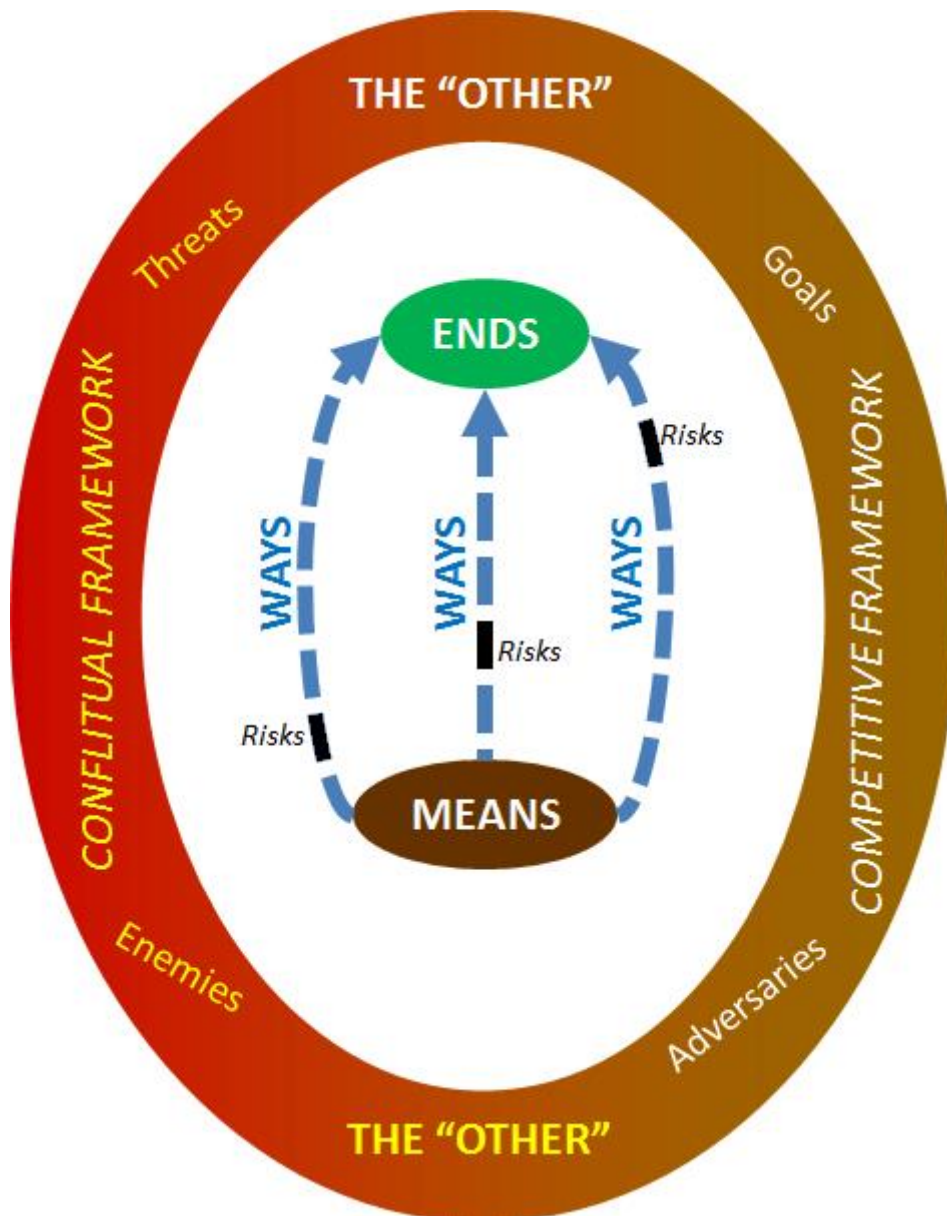 THE “OTHER”
Threats
Goals
CONFLITUAL FRAMEWORK
COMPETITIVE FRAMEWORK
ENDS
Risks
WAYS
WAYS
WAYS
Risks
Risks
MEANS
Enemies
Adversaries
THE “OTHER”